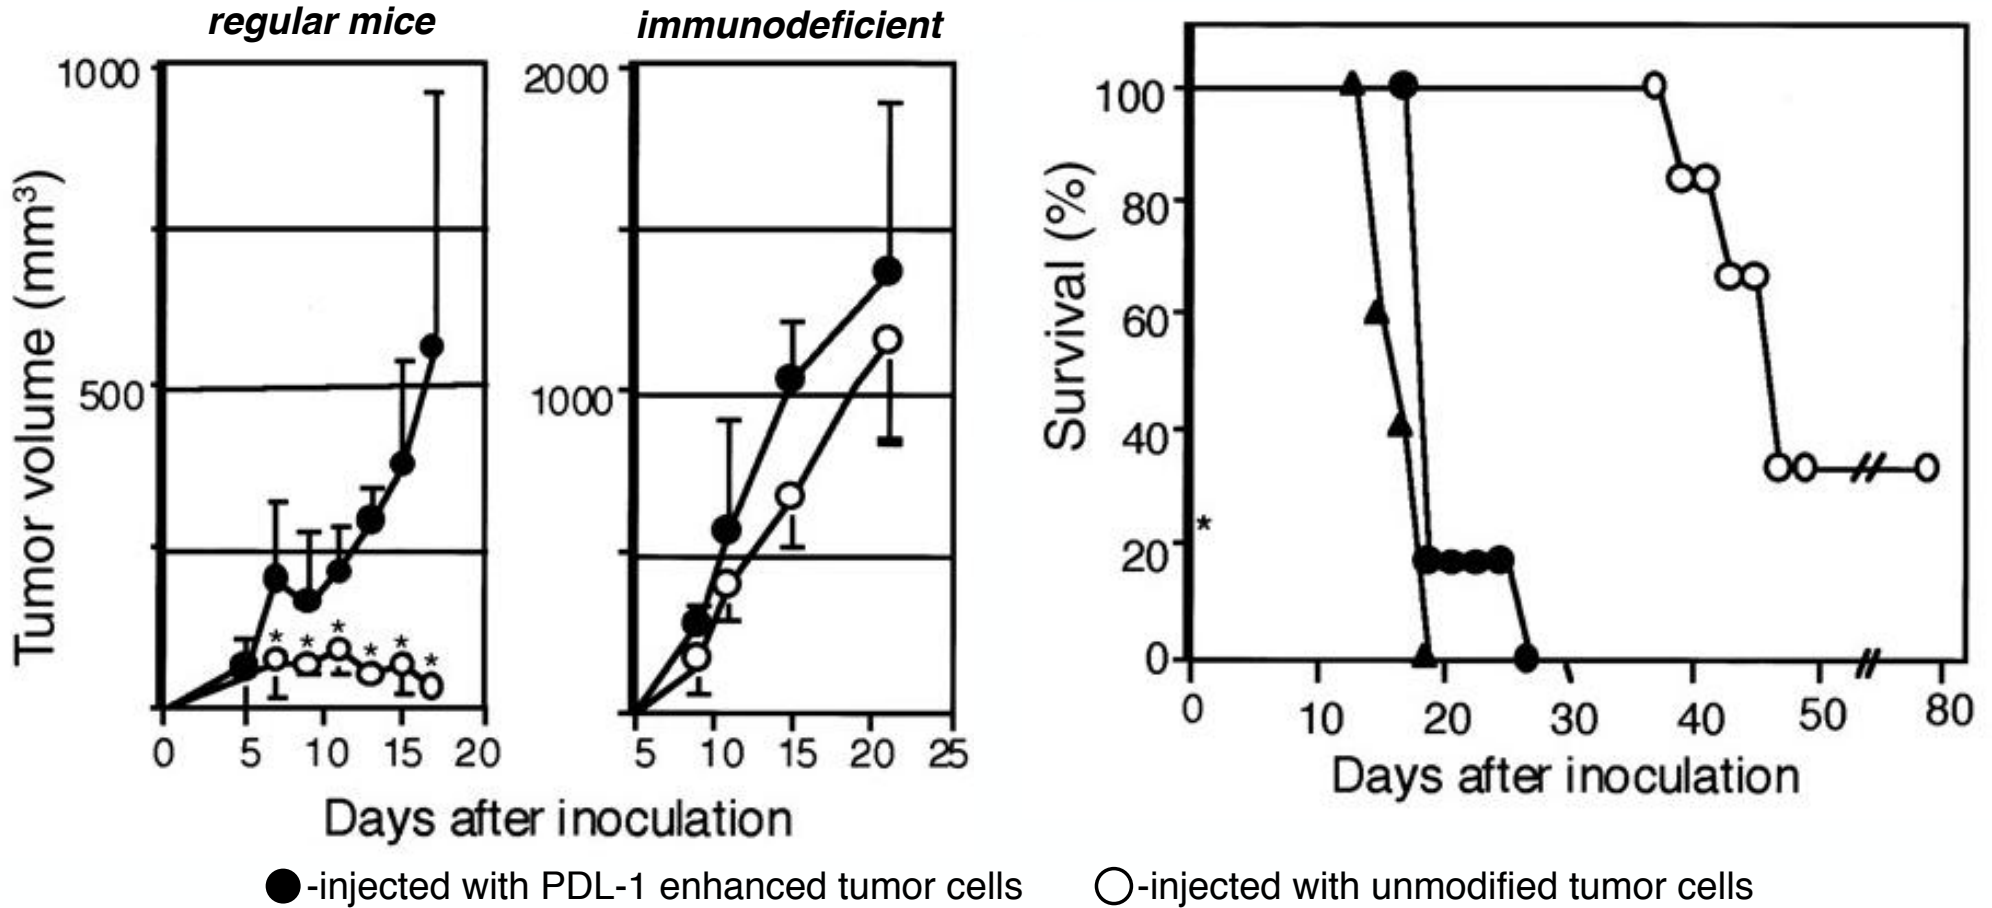 regular mice
immunodeficient
Tumor volume (mm³)
1000
500
* * * * * *
0 5 10 15 20
2000
1000
5 10 15 20 25
Days after inoculation
Survival (%)
100
80
60
40
20
0
*
0 10 20 30 40 50 80
Days after inoculation
-injected with PDL-1 enhanced tumor cells
-injected with unmodified tumor cells